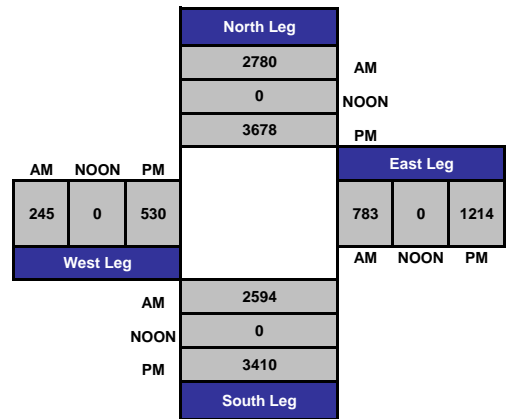 North Leg
2780 AM
0 NOON
3678 PM
AM NOON PM
East Leg
245 0 530
783 0 1214
West Leg
AM NOON PM
AM 2594
NOON 0
PM 3410
South Leg